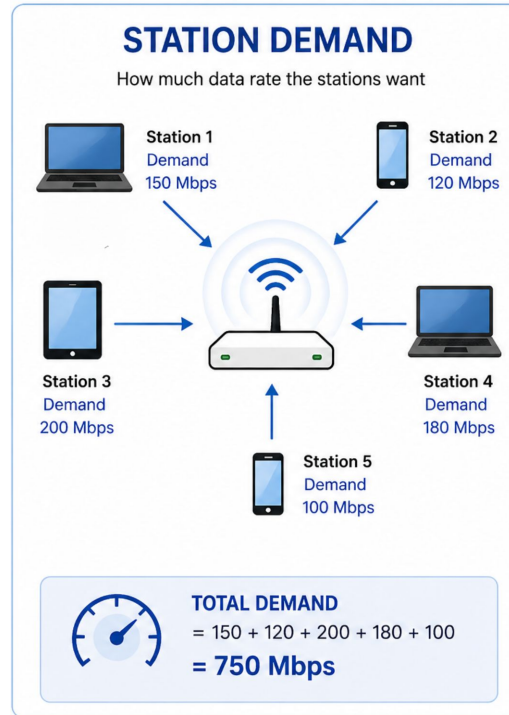 STATION DEMAND
How much data rate the stations want
Station 1
Demand
150 Mbps
Station 2
Demand
120 Mbps
Station 3
Demand
200 Mbps
Station 4
Demand
180 Mbps
Station 5
Demand
100 Mbps
TOTAL DEMAND
= 150 + 120 + 200 + 180 + 100
= 750 Mbps